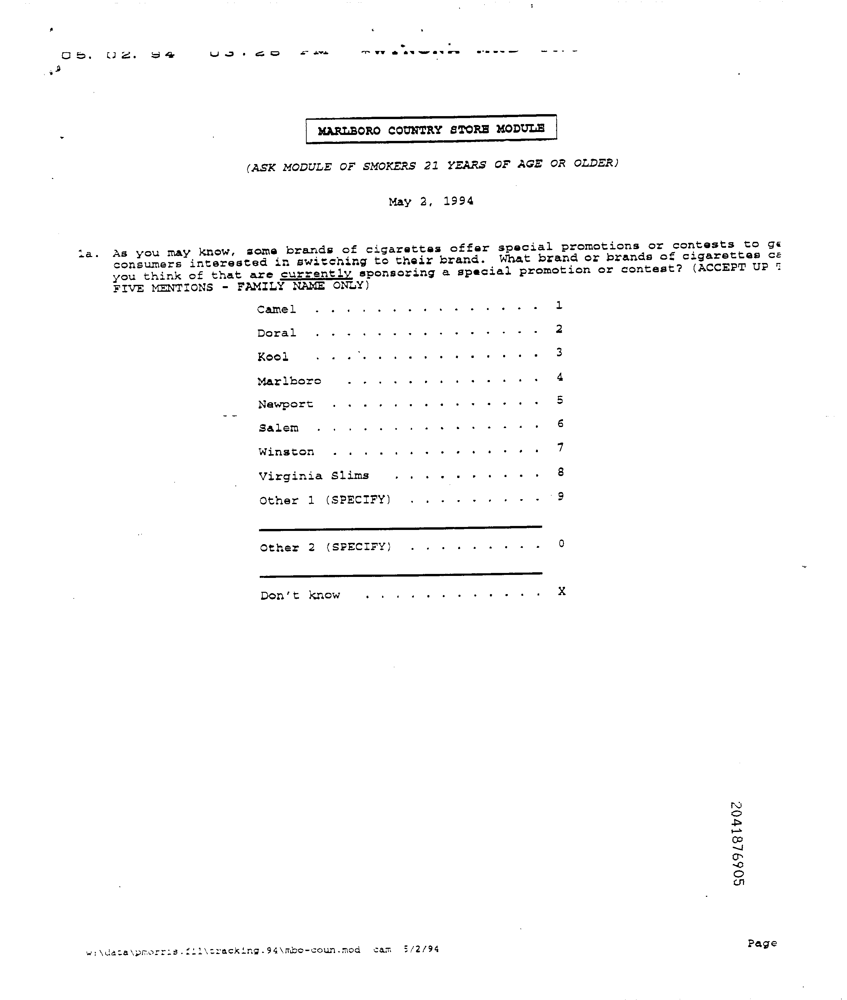 05. 02. 94 03:28 PM
MARLBORO COUNTRY STORE MODULE
(ASK MODULE OF SMOKERS 21 YEARS OF AGE OR OLDER)
May 2, 1994
1a. As you may know, some brands of cigarettes offer special promotions or contests to ge
consumers interested in switching to their brand. What brand or brands of cigarettes ca
you think of that are currently sponsoring a special promotion or contest? (ACCEPT UP T
FIVE MENTIONS - FAMILY NAME ONLY)
Camel . . . . . . . . . . . . . . . 1
Doral . . . . . . . . . . . . . . . 2
Kool . . . . . . . . . . . . . . . 3
Marlboro . . . . . . . . . . . . . 4
Newport . . . . . . . . . . . . . . 5
Salem . . . . . . . . . . . . . . . 6
Winston . . . . . . . . . . . . . . 7
Virginia Slims . . . . . . . . . . 8
Other 1 (SPECIFY) . . . . . . . . . 9
Other 2 (SPECIFY) . . . . . . . . . 0
Don't know . . . . . . . . . . . . X
2041876905
w:\data\pmorris.fil\tracking.94\mbo-coun.mod cam 5/2/94
Page